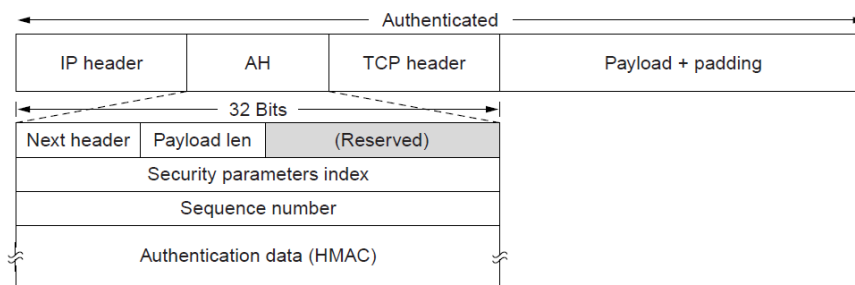 Authenticated
IP header AH TCP header Payload + padding
32 Bits
Next header Payload len (Reserved)
Security parameters index
Sequence number
Authentication data (HMAC)